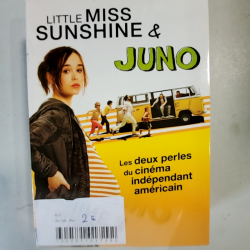 LITTLE MISS
SUNSHINE &
JUNO
Les deux perles
du cinéma
indépendant
américain